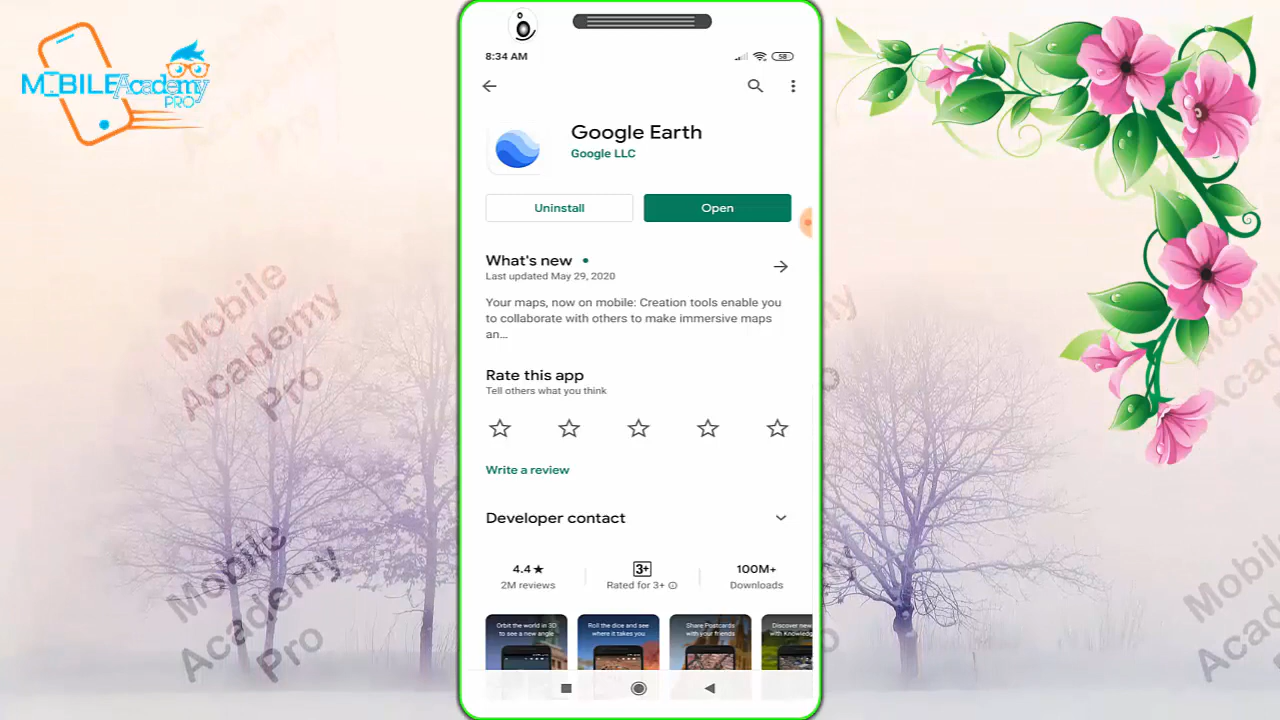 MOBILE Academy
PRO
8:34 AM
58
Google Earth
Google LLC
Uninstall
Open
What's new
Last updated May 29, 2020
Your maps, now on mobile: Creation tools enable you
to collaborate with others to make immersive maps
an...
Rate this app
Tell others what you think
Write a review
Developer contact
4.4★
2M reviews
3+
Rated for 3+
100M+
Downloads
Orbit the world in 3D
to see a new angle
Roll the dice and see
where it takes you
Share Postcards
with your friends
Discover new
with Knowledg
Mobile
Academy
Pro
Mobile
Academy
Pro